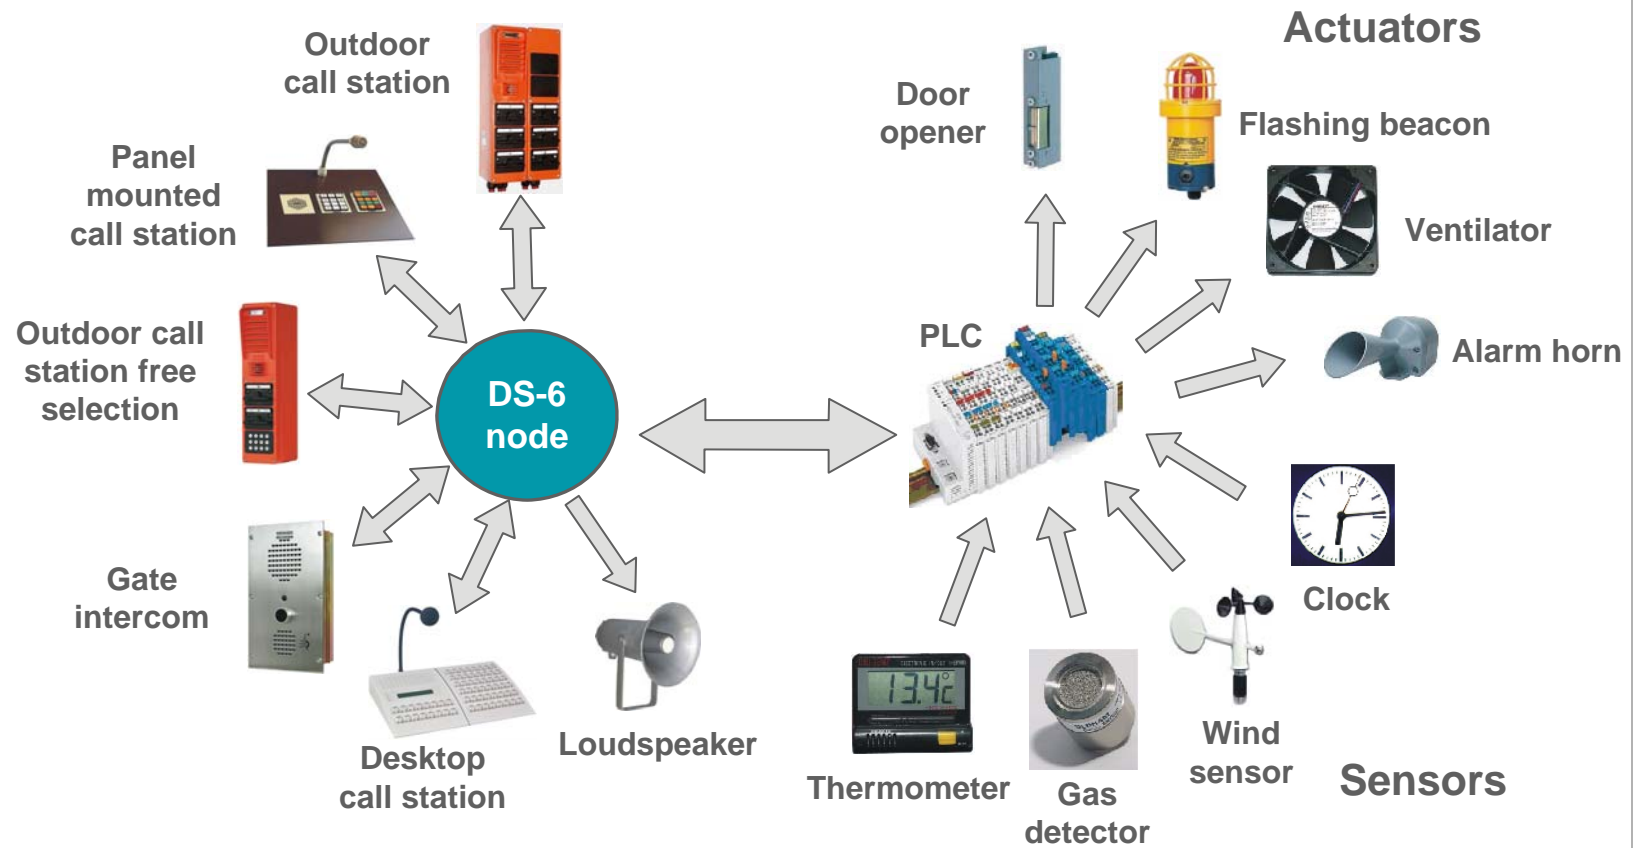 Actuators
Outdoor
call station
Door
opener
Flashing beacon
Panel
mounted
call station
Ventilator
Outdoor call
station free
selection
PLC
Alarm horn
DS-6
node
Gate
intercom
Clock
13.4°c
Desktop
call station
Loudspeaker
Thermometer
Gas
detector
Wind
sensor
Sensors